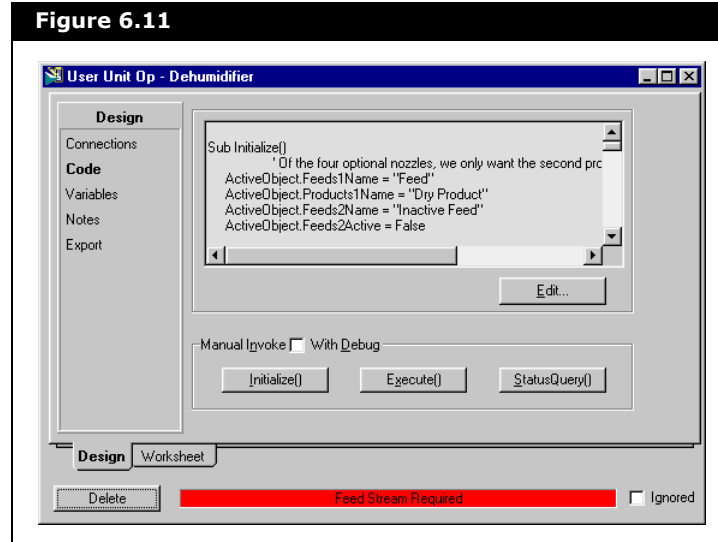 Figure 6.11
User Unit Op - Dehumidifier
Design
Connections
Code
Variables
Notes
Export
Sub Initialize()
' Of the four optional nozzles, we only want the second prc
ActiveObject.Feeds1Name = "Feed"
ActiveObject.Products1Name = "Dry Product"
ActiveObject.Feeds2Name = "Inactive Feed"
ActiveObject.Feeds2Active = False
Edit...
Manual Invoke With Debug
Initialize() Execute() StatusQuery()
Design Worksheet
Delete Feed Stream Required Ignored